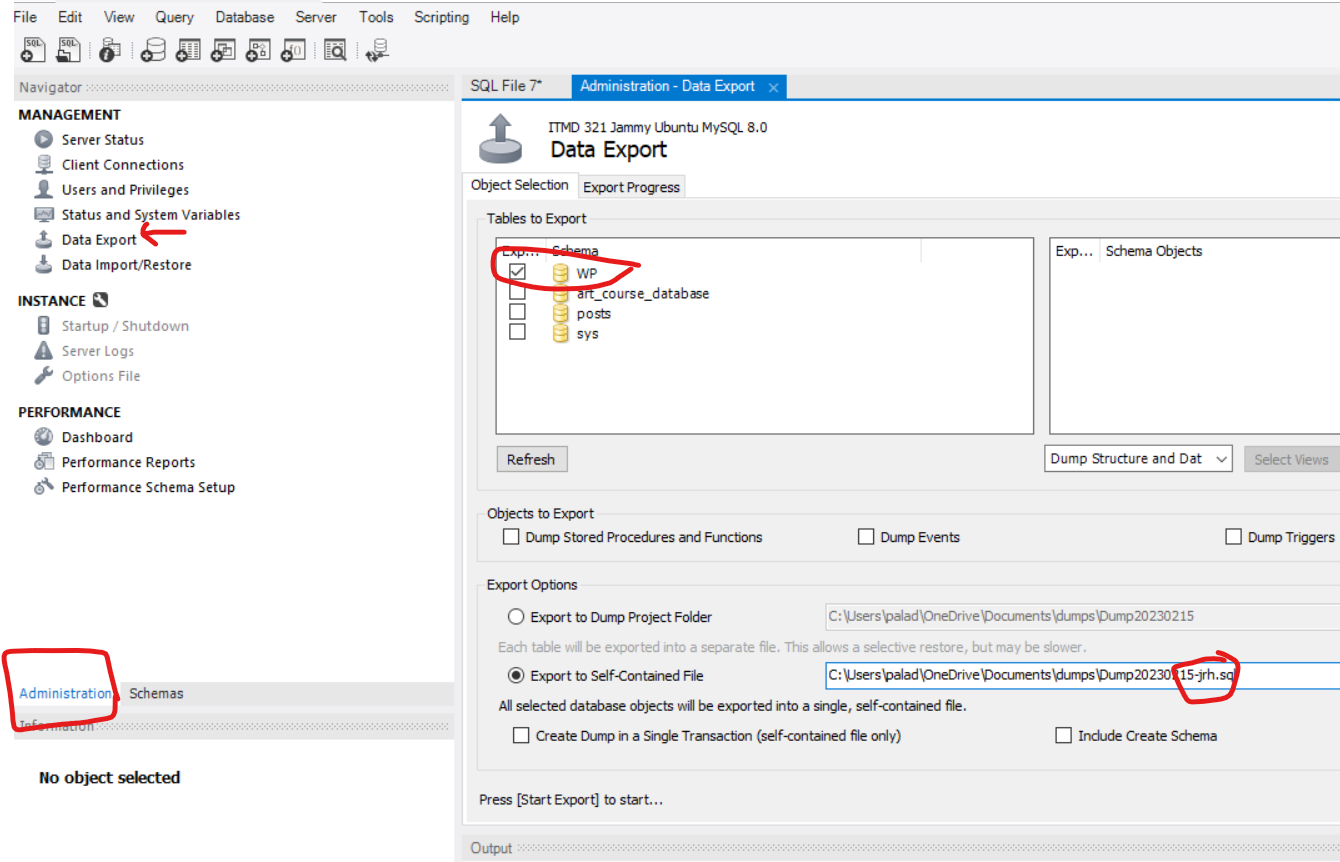 File Edit View Query Database Server Tools Scripting Help
SQL SQL
Navigator
MANAGEMENT
Server Status
Client Connections
Users and Privileges
Status and System Variables
Data Export
Data Import/Restore
INSTANCE
Startup / Shutdown
Server Logs
Options File
PERFORMANCE
Dashboard
Performance Reports
Performance Schema Setup
Administration Schemas
Information
No object selected
SQL File 7* Administration - Data Export
ITMD 321 Jammy Ubuntu MySQL 8.0
Data Export
Object Selection Export Progress
Tables to Export
Exp... Schema
WP
art_course_database
posts
sys
Exp... Schema Objects
Refresh
Dump Structure and Dat Select Views
Objects to Export
Dump Stored Procedures and Functions Dump Events Dump Triggers
Export Options
Export to Dump Project Folder C:\Users\palad\OneDrive\Documents\dumps\Dump20230215
Each table will be exported into a separate file. This allows a selective restore, but may be slower.
Export to Self-Contained File C:\Users\palad\OneDrive\Documents\dumps\Dump20230215-jrh.sql
All selected database objects will be exported into a single, self-contained file.
Create Dump in a Single Transaction (self-contained file only) Include Create Schema
Press [Start Export] to start...
Output